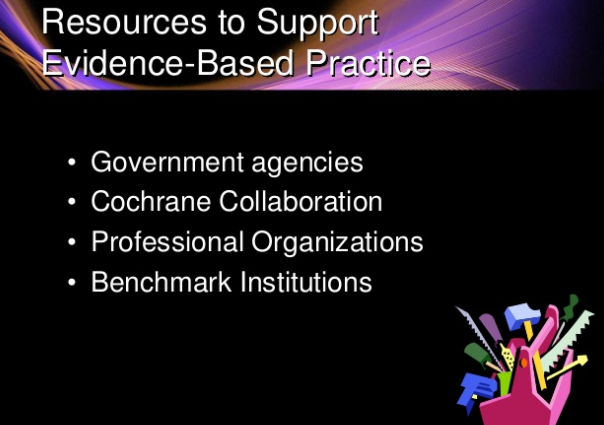 Resources to Support
Evidence-Based Practice
• Government agencies
• Cochrane Collaboration
• Professional Organizations
• Benchmark Institutions